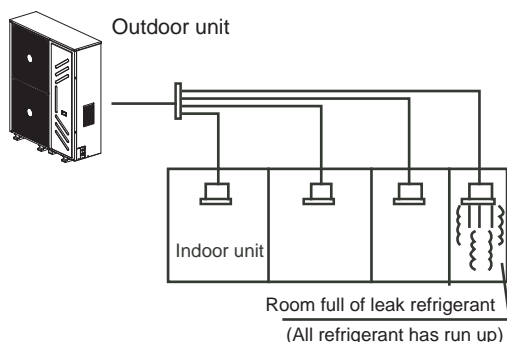 Outdoor unit
Indoor unit
Room full of leak refrigerant
(All refrigerant has run up)